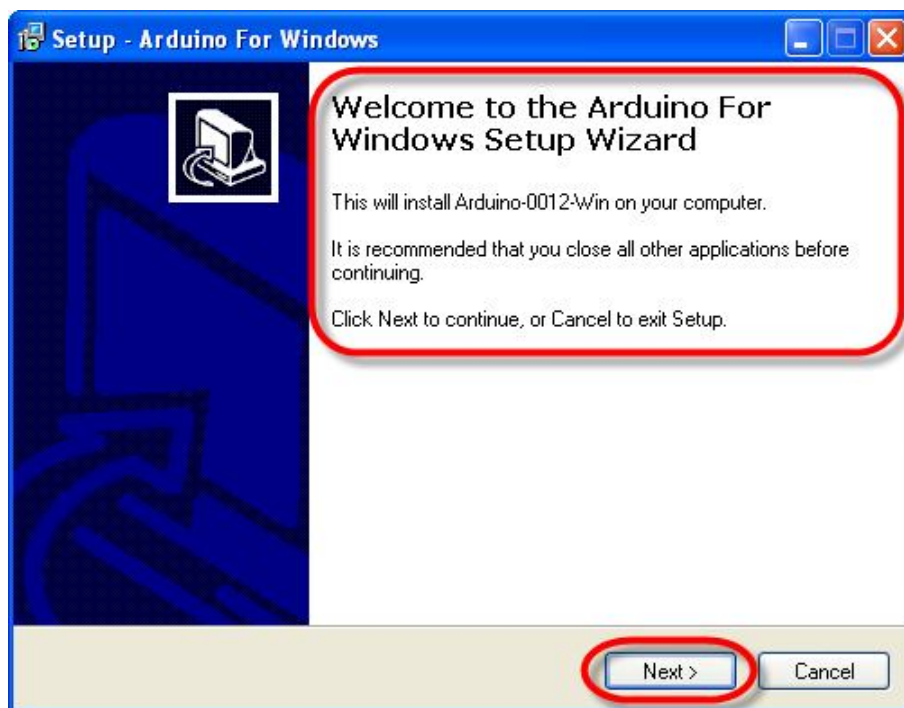 Setup - Arduino For Windows
Welcome to the Arduino For
Windows Setup Wizard
This will install Arduino-0012-Win on your computer.
It is recommended that you close all other applications before
continuing.
Click Next to continue, or Cancel to exit Setup.
Next >
Cancel